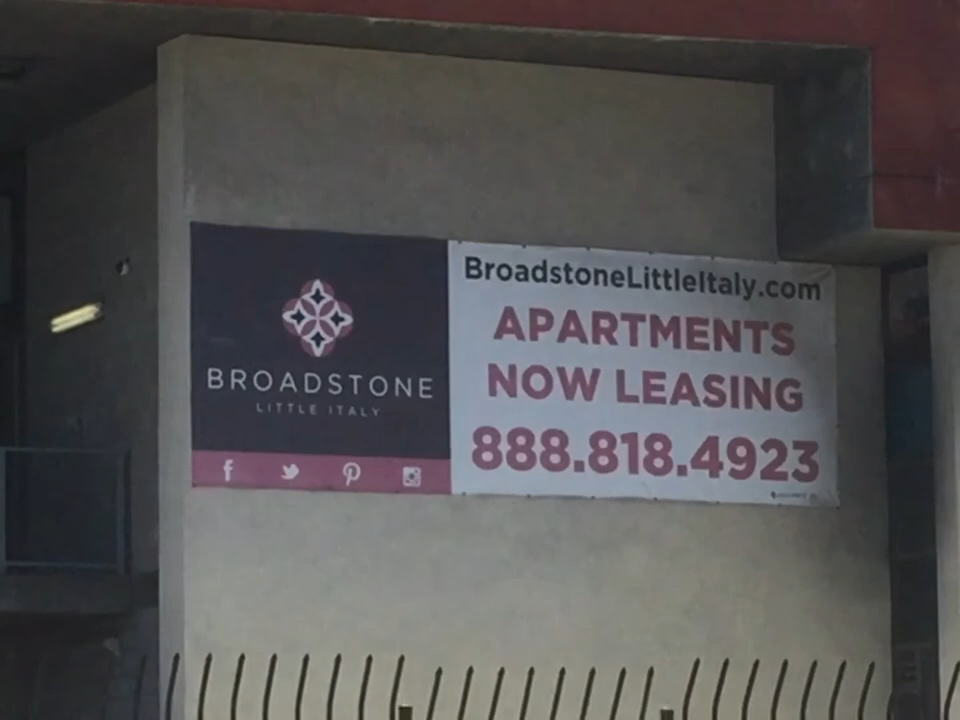 BROADSTONE
LITTLE ITALY
BroadstoneLittleItaly.com
APARTMENTS
NOW LEASING
888.818.4923